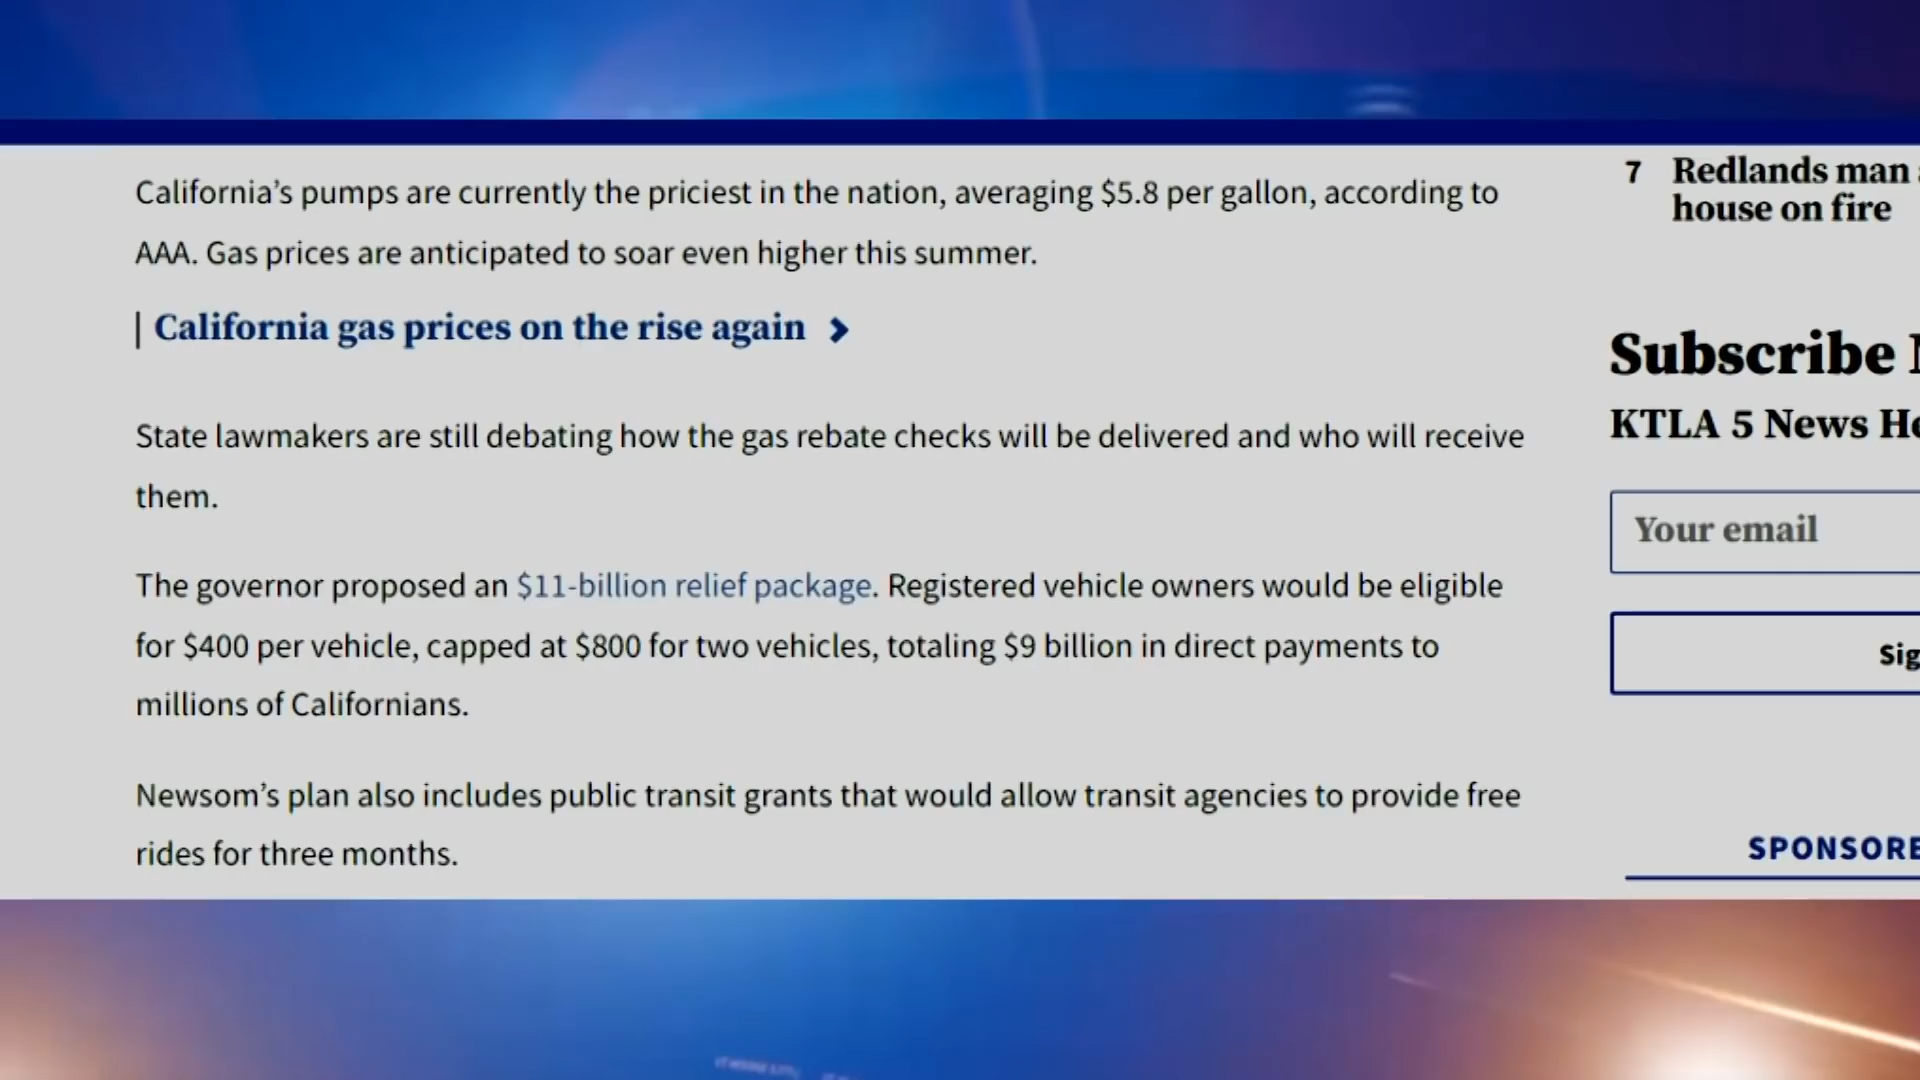 California’s pumps are currently the priciest in the nation, averaging $5.8 per gallon, according to
AAA. Gas prices are anticipated to soar even higher this summer.
| California gas prices on the rise again
State lawmakers are still debating how the gas rebate checks will be delivered and who will receive
them.
The governor proposed an $11-billion relief package. Registered vehicle owners would be eligible
for $400 per vehicle, capped at $800 for two vehicles, totaling $9 billion in direct payments to
millions of Californians.
Newsom’s plan also includes public transit grants that would allow transit agencies to provide free
rides for three months.
7 Redlands man
house on fire
Subscribe
KTLA 5 News
Your email